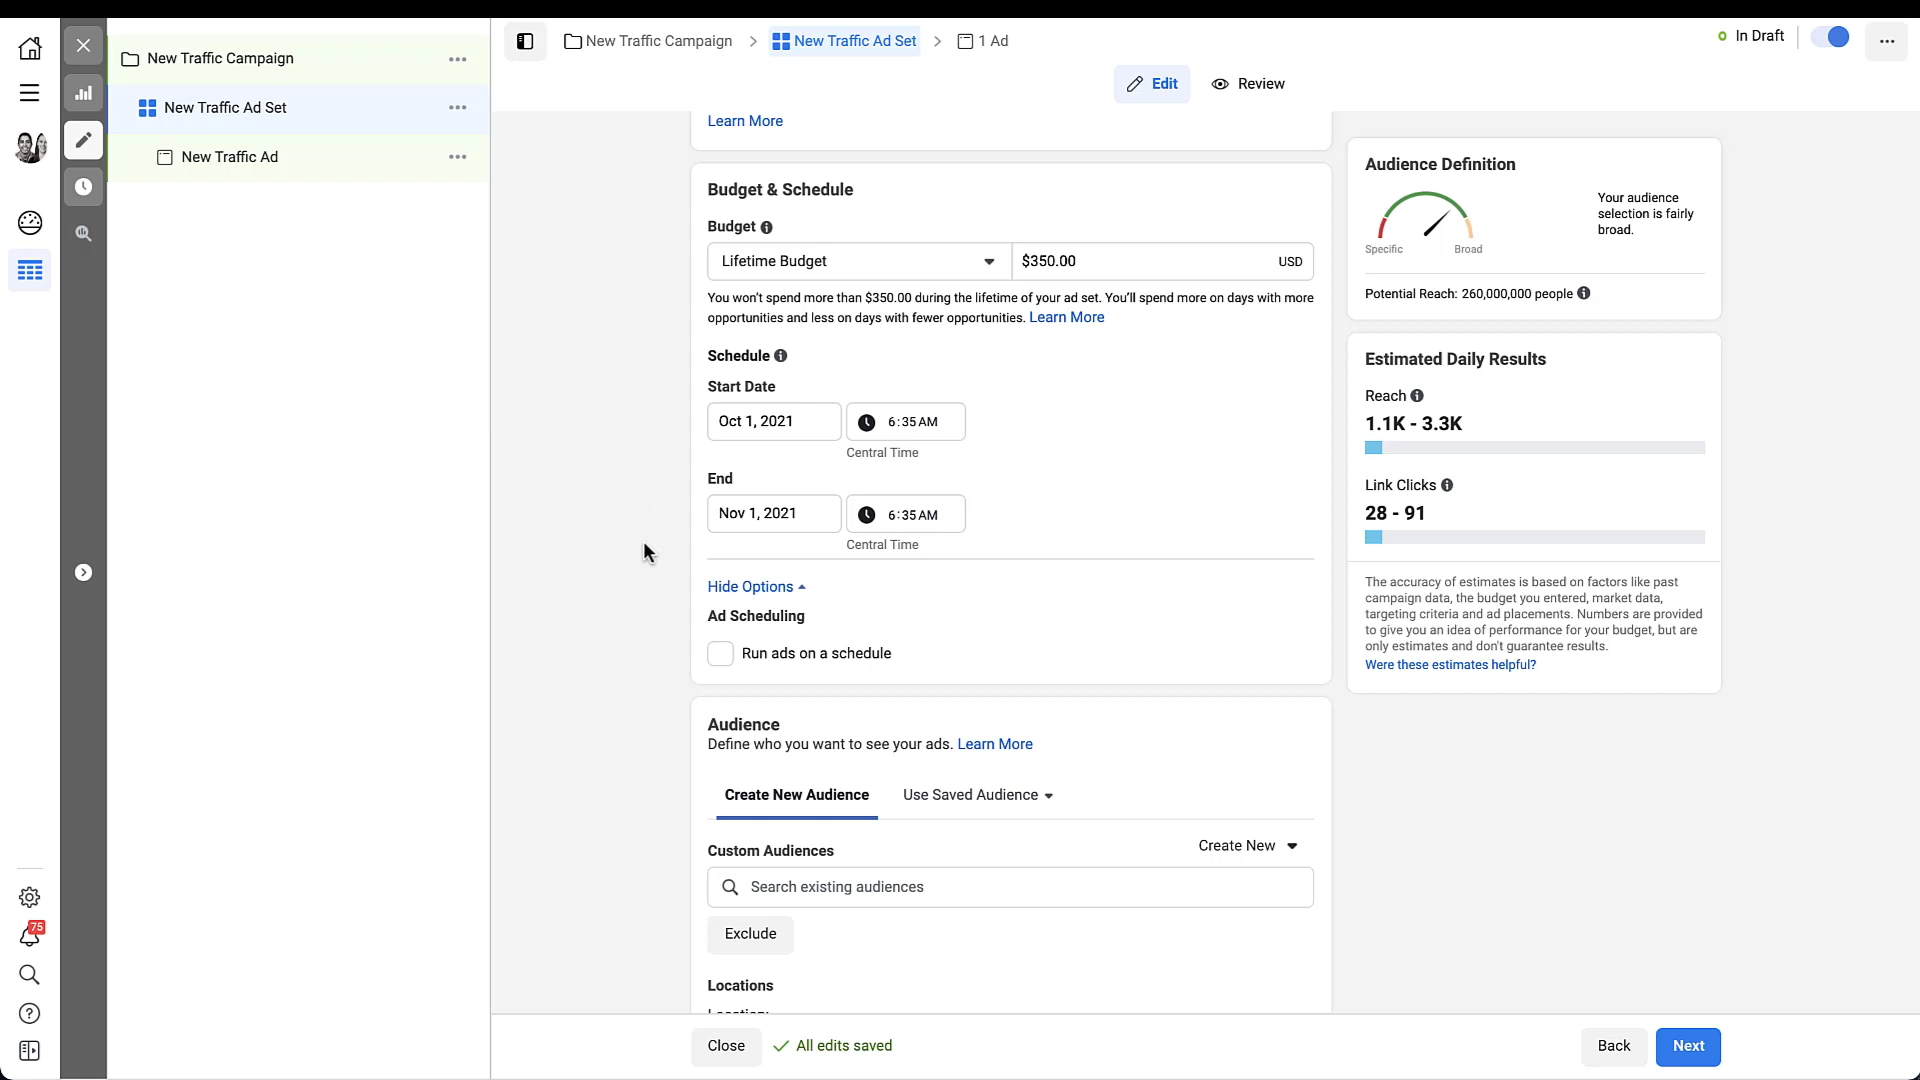 New Traffic Campaign
New Traffic Ad Set
New Traffic Ad
75
New Traffic Campaign
New Traffic Ad Set
1 Ad
In Draft
Edit
Review
Learn More
Budget & Schedule
Budget
Lifetime Budget
$350.00
USD
You won't spend more than $350.00 during the lifetime of your ad set. You'll spend more on days with more
opportunities and less on days with fewer opportunities. Learn More
Schedule
Start Date
Oct 1, 2021
6:35 AM
Central Time
End
Nov 1, 2021
6:35 AM
Central Time
Hide Options
Ad Scheduling
Run ads on a schedule
Audience
Define who you want to see your ads. Learn More
Create New Audience
Use Saved Audience
Custom Audiences
Create New
Search existing audiences
Exclude
Locations
Close
All edits saved
Back
Next
Audience Definition
Specific
Broad
Your audience
selection is fairly
broad.
Potential Reach: 260,000,000 people
Estimated Daily Results
Reach
1.1K - 3.3K
Link Clicks
28 - 91
The accuracy of estimates is based on factors like past
campaign data, the budget you entered, market data,
targeting criteria and ad placements. Numbers are provided
to give you an idea of performance for your budget, but are
only estimates and don't guarantee results.
Were these estimates helpful?